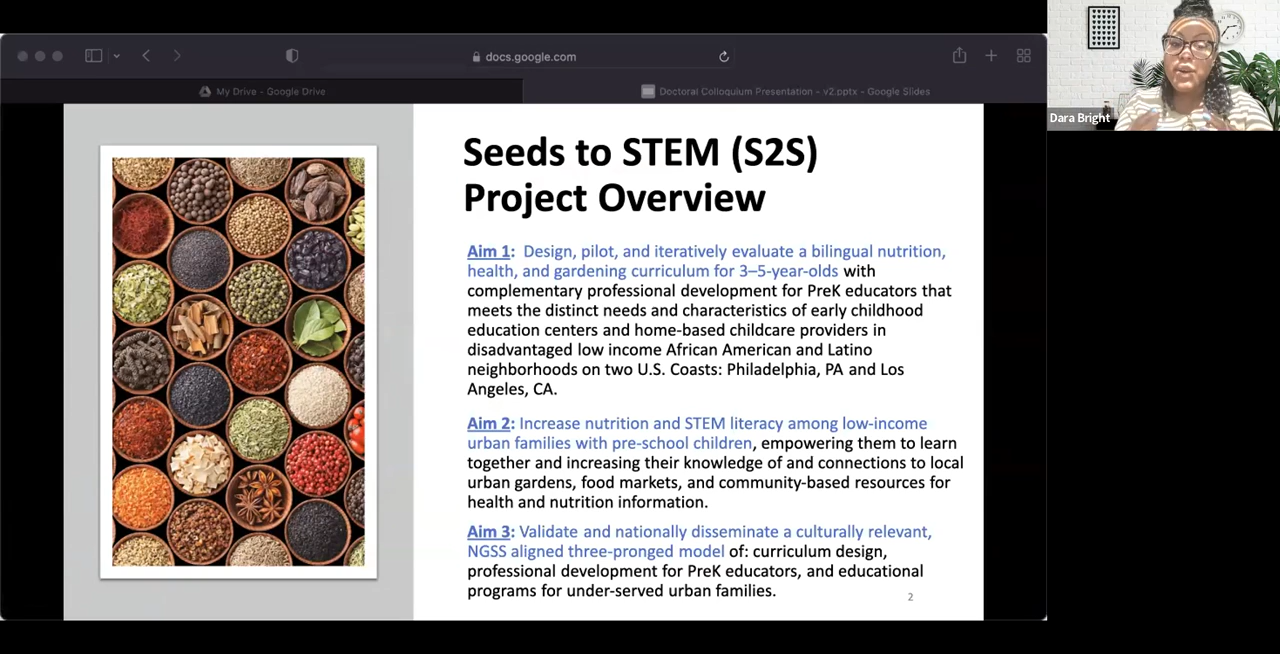 docs.google.com
My Drive - Google Drive
Doctoral Colloquium Presentation - v2.pptx - Google Slides
Dara Bright
Seeds to STEM (S2S)
Project Overview
Aim 1: Design, pilot, and iteratively evaluate a bilingual nutrition,
health, and gardening curriculum for 3–5-year-olds with
complementary professional development for PreK educators that
meets the distinct needs and characteristics of early childhood
education centers and home-based childcare providers in
disadvantaged low income African American and Latino
neighborhoods on two U.S. Coasts: Philadelphia, PA and Los
Angeles, CA.
Aim 2: Increase nutrition and STEM literacy among low-income
urban families with pre-school children, empowering them to learn
together and increasing their knowledge of and connections to local
urban gardens, food markets, and community-based resources for
health and nutrition information.
Aim 3: Validate and nationally disseminate a culturally relevant,
NGSS aligned three-pronged model of: curriculum design,
professional development for PreK educators, and educational
programs for under-served urban families.
2